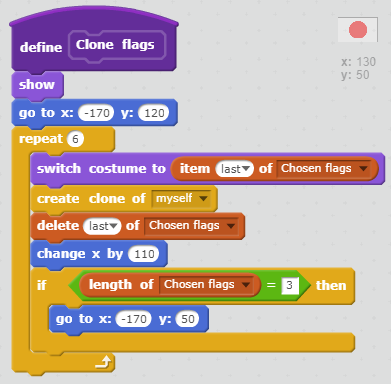 define Clone flags
x: 130
y: 50
show
go to x: -170 y: 120
repeat 6
switch costume to item last of Chosen flags
create clone of myself
delete last of Chosen flags
change x by 110
if length of Chosen flags = 3 then
go to x: -170 y: 50